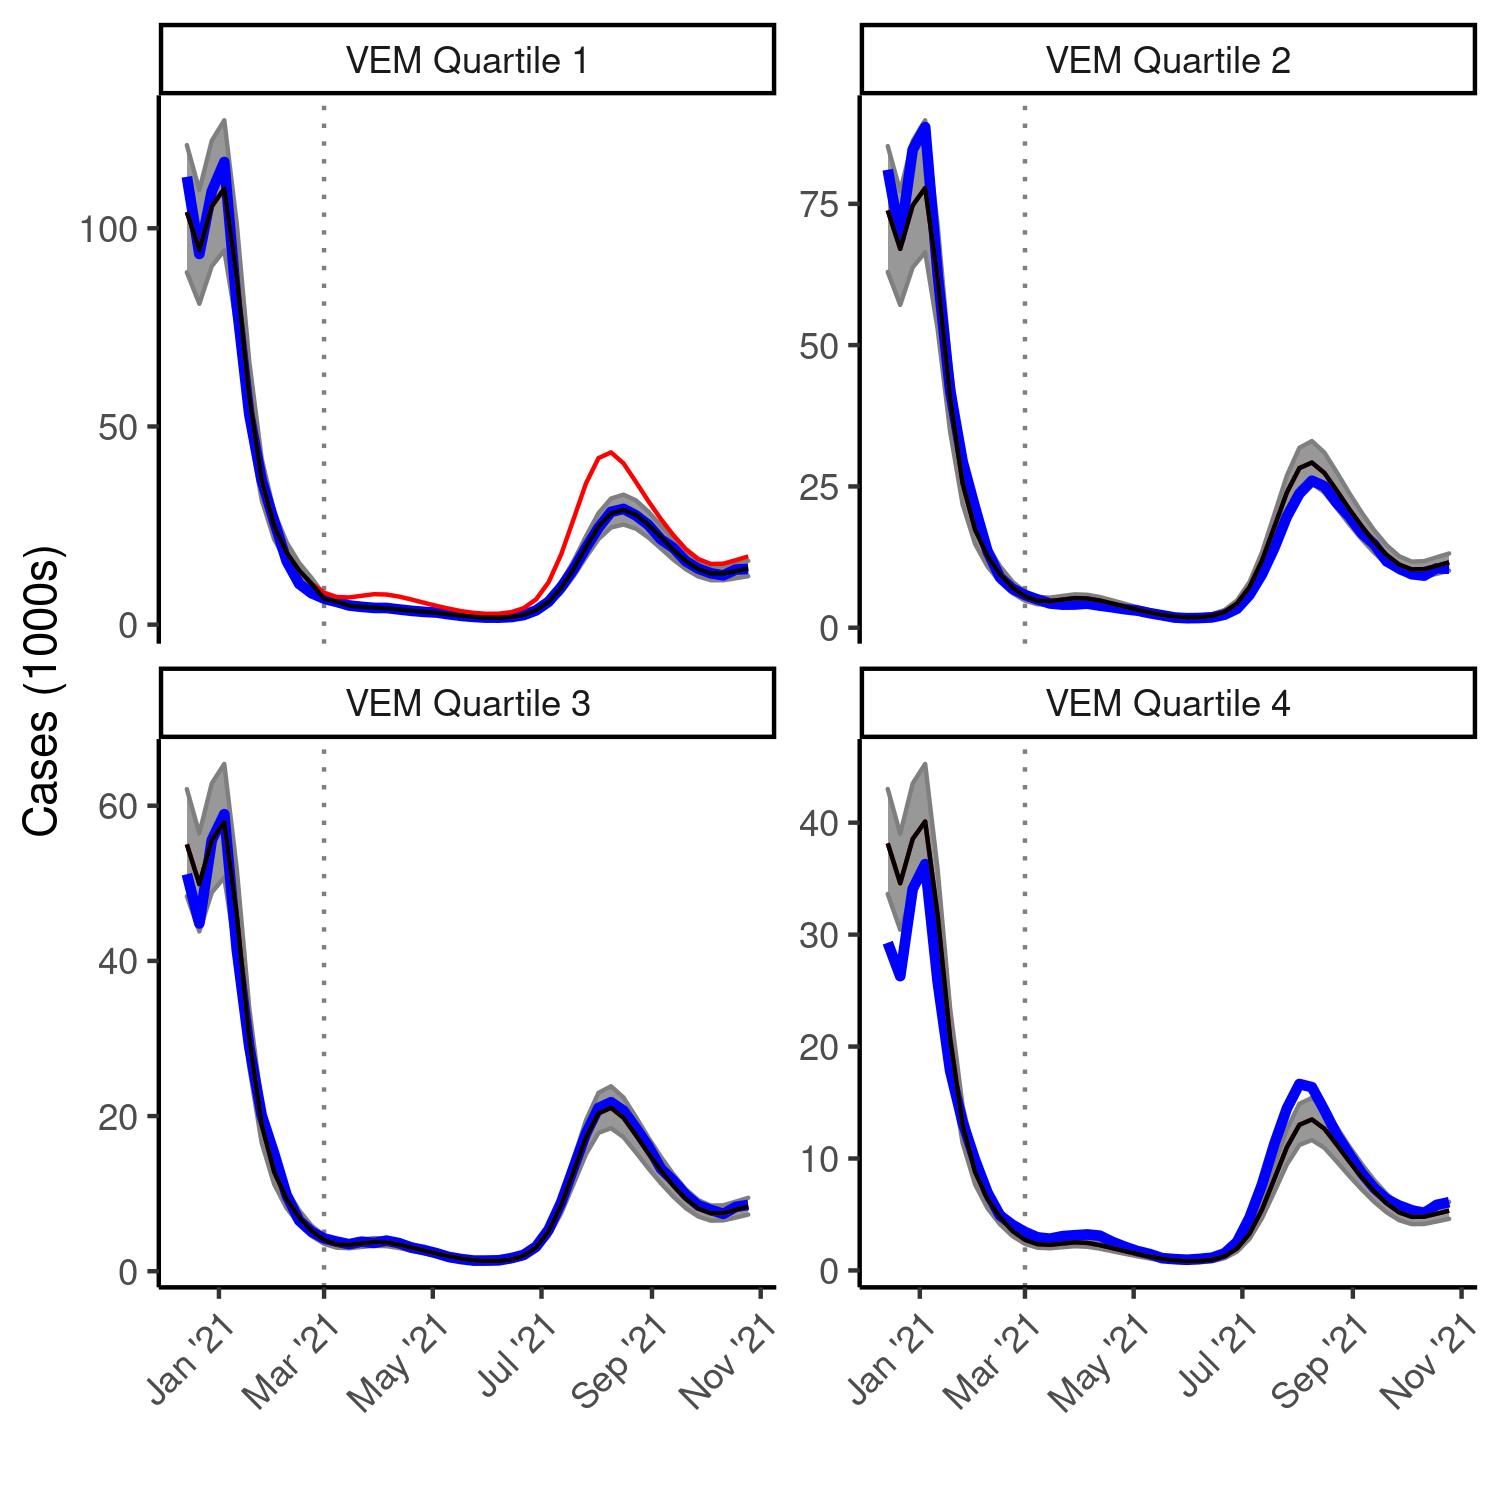 VEM Quartile 1
VEM Quartile 2
100
50
0
75
50
25
0
Cases (1000s)
VEM Quartile 3
VEM Quartile 4
60
40
20
0
40
30
20
10
0
Jan '21
Mar '21
May '21
Jul '21
Sep '21
Nov '21
Jan '21
Mar '21
May '21
Jul '21
Sep '21
Nov '21